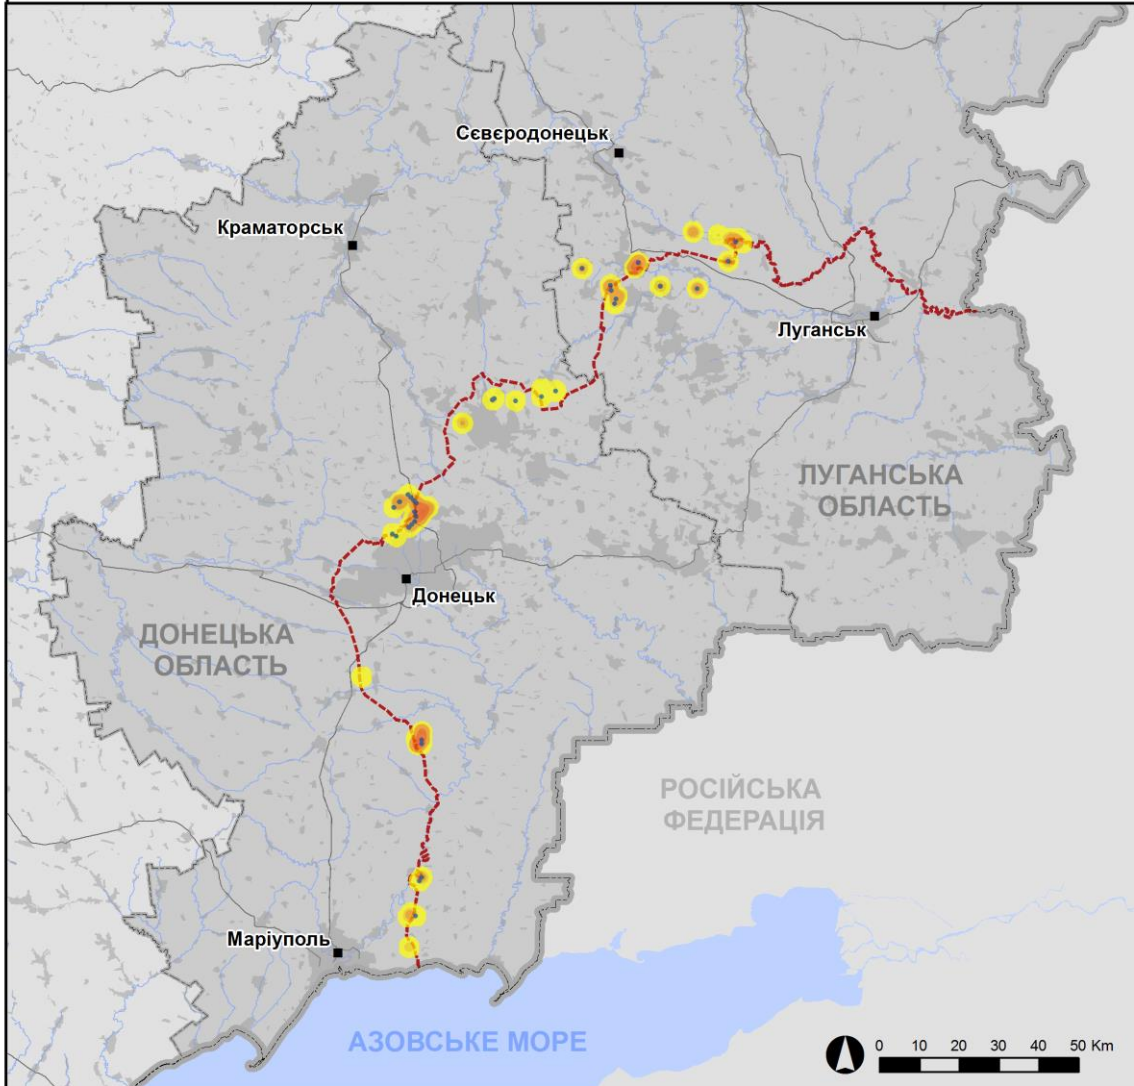 Сєвєродонецьк
Краматорськ
Луганськ
ЛУГАНСЬКА
ОБЛАСТЬ
Донецьк
ДОНЕЦЬКА
ОБЛАСТЬ
РОСІЙСЬКА
ФЕДЕРАЦІЯ
Маріуполь
АЗОВСЬКЕ МОРЕ
0 10 20 30 40 50 Km